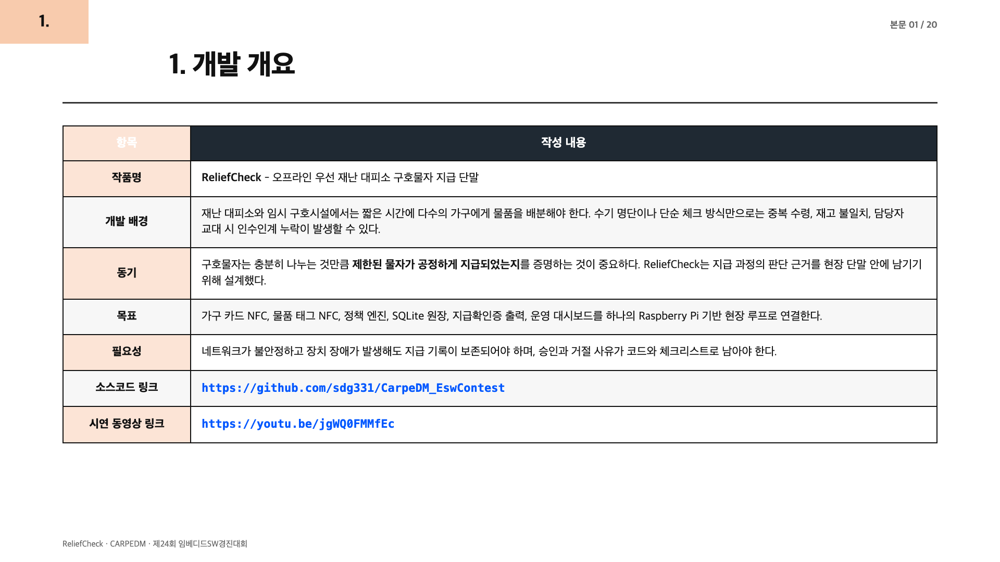 1.
본문 01 / 20
1. 개발 개요
항목
작성 내용
작품명
ReliefCheck – 오프라인 우선 재난 대피소 구호물자 지급 단말
개발 배경
재난 대피소와 임시 구호시설에서는 짧은 시간에 다수의 가구에게 물품을 배분해야 한다. 수기 명단이나 단순 체크 방식만으로는 중복 수령, 재고 불일치, 담당자
교대 시 인수인계 누락이 발생할 수 있다.
동기
구호물자는 충분히 나누는 것만큼 제한된 물자가 공정하게 지급되었는지를 증명하는 것이 중요하다. ReliefCheck는 지급 과정의 판단 근거를 현장 단말 안에 남기기
위해 설계했다.
목표
가구 카드 NFC, 물품 태그 NFC, 정책 엔진, SQLite 원장, 지급확인증 출력, 운영 대시보드를 하나의 Raspberry Pi 기반 현장 루프로 연결한다.
필요성
네트워크가 불안정하고 장치 장애가 발생해도 지급 기록이 보존되어야 하며, 승인과 거절 사유가 코드와 체크리스트로 남아야 한다.
소스코드 링크
https://github.com/sdg331/CarpeDM_EswContest
시연 동영상 링크
https://youtu.be/jgWQ0FMMfEc
ReliefCheck · CARPEDM · 제24회 임베디드SW경진대회